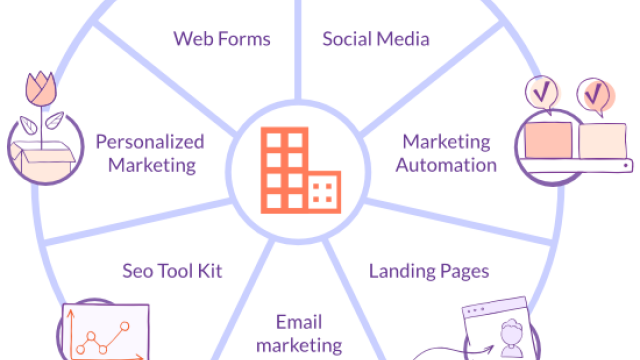 Web Forms
Social Media
Personalized
Marketing
Marketing
Automation
Seo Tool Kit
Landing Pages
Email
marketing